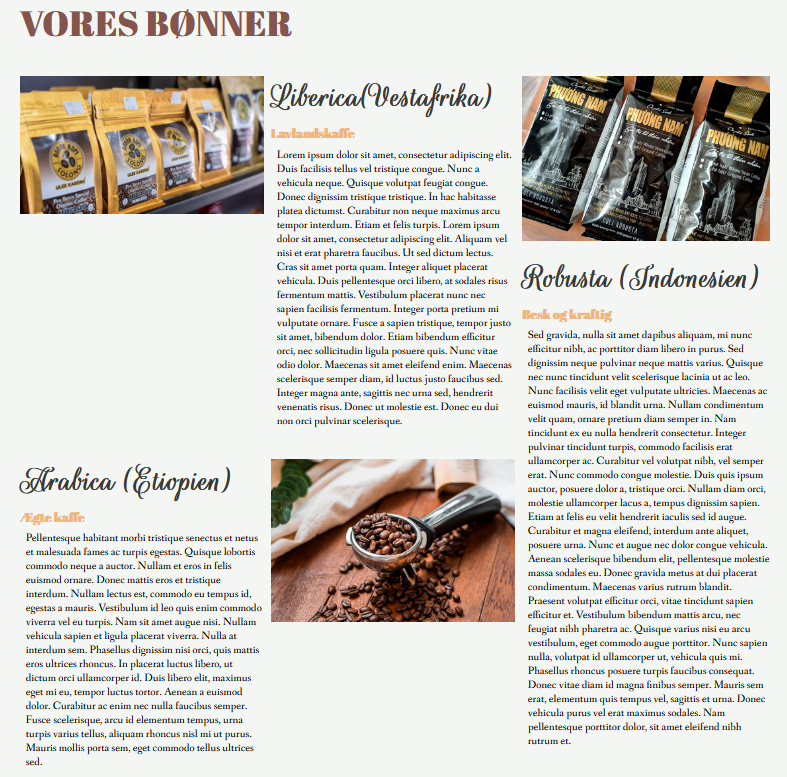 VORES BØNNER
Liberica(Vestafrika)
Lavlandskaffe
Lorem ipsum dolor sit amet, consectetur adipiscing elit.
Duis facilisis tellus vel tristique congue. Nunc a
vehicula neque. Quisque volutpat feugiat congue.
Donec dignissim tristique tristique. In hac habitasse
platea dictumst. Curabitur non neque maximus arcu
tempor interdum. Etiam et felis turpis. Lorem ipsum
dolor sit amet, consectetur adipiscing elit. Aliquam vel
nisi et erat pharetra faucibus. Ut sed dictum lectus.
Cras sit amet porta quam. Integer aliquet placerat
vehicula. Duis pellentesque orci libero, at sodales risus
fermentum mattis. Vestibulum placerat nunc nec
sapien facilisis fermentum. Integer porta pretium mi
vulputate ornare. Fusce a sapien tristique, tempor justo
sit amet, bibendum dolor. Etiam bibendum efficitur
orci, nec sollicitudin ligula posuere quis. Nunc vitae
odio dolor. Maecenas sit amet eleifend enim. Maecenas
scelerisque semper diam, id luctus justo faucibus sed.
Integer magna ante, sagittis nec urna sed, hendrerit
venenatis risus. Donec ut molestie est. Donec eu dui
non orci pulvinar scelerisque.
PHUONG NAM
PHUONG NAM
PHUONG NAM
Robusta (Indonesien)
Besk og kraftig
Sed gravida, nulla sit amet dapibus aliquam, mi nunc
efficitur nibh, ac porttitor diam libero in purus. Sed
dignissim neque pulvinar neque mattis varius. Quisque
nec nunc tincidunt velit scelerisque lacinia ut ac leo.
Nunc facilisis velit eget vulputate ultricies. Maecenas ac
euismod mauris, id blandit urna. Nullam condimentum
velit quam, ornare pretium diam semper in. Nam
tincidunt ex eu nulla hendrerit consectetur. Integer
pulvinar tincidunt turpis, commodo facilisis erat
ullamcorper ac. Curabitur vel volutpat nibh, vel semper
erat. Nunc commodo congue molestie. Duis quis ipsum
auctor, posuere dolor a, tristique orci. Nullam diam orci,
molestie ullamcorper lacus a, tempus dignissim sapien.
Etiam at felis eu velit hendrerit iaculis sed id augue.
Curabitur et magna eleifend, interdum ante aliquet,
posuere urna. Nunc et augue nec dolor congue vehicula.
Aenean scelerisque bibendum elit, pellentesque molestie
massa sodales eu. Donec gravida metus at dui placerat
condimentum. Maecenas varius rutrum blandit.
Praesent volutpat efficitur orci, vitae tincidunt sapien
efficitur et. Vestibulum bibendum mattis arcu, nec
feugiat nibh pharetra ac. Quisque varius nisi eu arcu
vestibulum, eget commodo augue porttitor. Nunc sapien
nulla, volutpat id ullamcorper ut, vehicula quis mi.
Phasellus rhoncus posuere turpis faucibus consequat.
Donec vitae diam id magna finibus semper. Mauris sem
erat, elementum quis tempus vel, sagittis et urna. Donec
vehicula purus vel erat maximus sodales. Nam
pellentesque porttitor dolor, sit amet eleifend nibh
rutrum et.
Arabica (Etiopien)
Ægte kaffe
Pellentesque habitant morbi tristique senectus et netus
et malesuada fames ac turpis egestas. Quisque lobortis
commodo neque a auctor. Nullam et eros in felis
euismod ornare. Donec mattis eros et tristique
interdum. Nullam lectus est, commodo eu tempus id,
egestas a mauris. Vestibulum id leo quis enim commodo
viverra vel eu turpis. Nam sit amet augue nisi. Nullam
vehicula sapien et ligula placerat viverra. Nulla at
interdum sem. Phasellus dignissim nisi orci, quis mattis
eros ultrices rhoncus. In placerat luctus libero, ut
dictum orci ullamcorper id. Duis libero elit, maximus
eget mi eu, tempor luctus tortor. Aenean a euismod
dolor. Curabitur ac enim nec nulla faucibus semper.
Fusce scelerisque, arcu id elementum tempus, urna
turpis varius tellus, aliquam rhoncus nisl mi ut purus.
Mauris mollis porta sem, eget commodo tellus ultrices
sed.